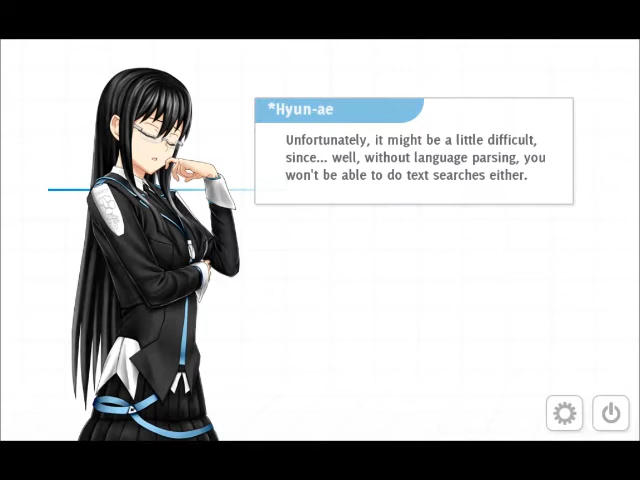 *Hyun-ae
Unfortunately, it might be a little difficult,
since... well, without language parsing, you
won't be able to do text searches either.